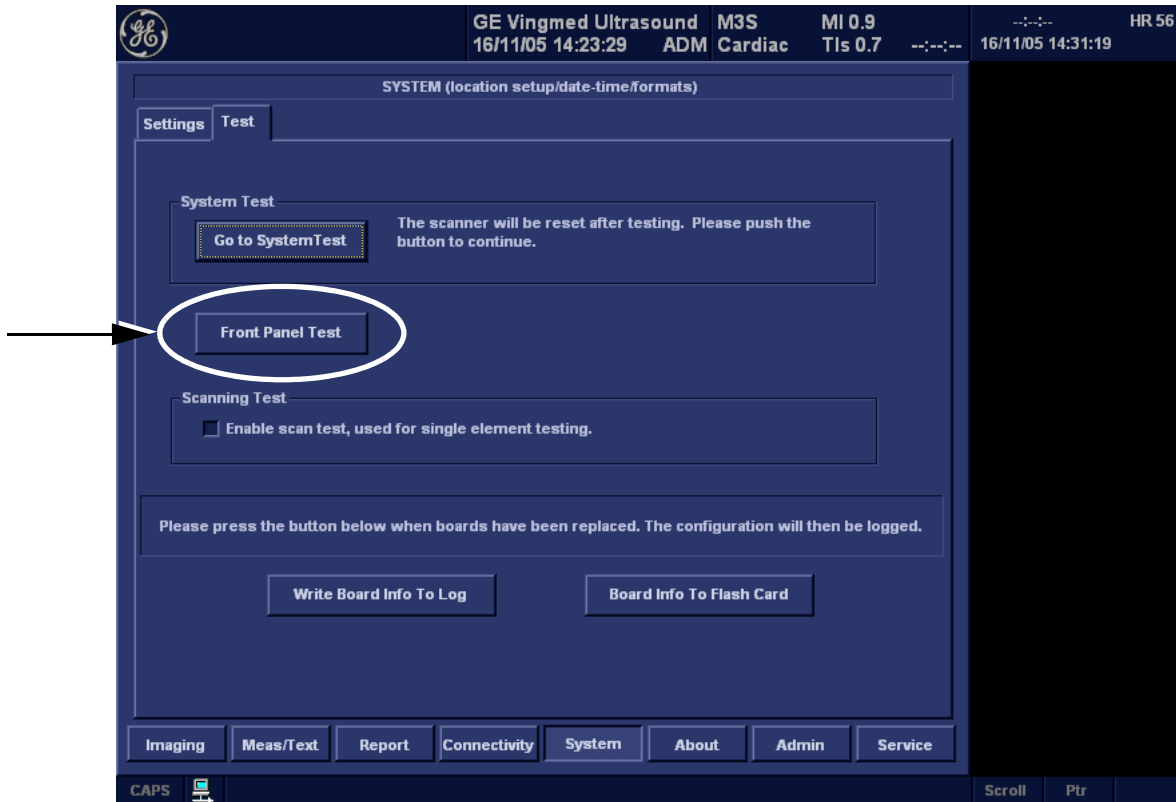 GE Vingmed Ultrasound M3S MI 0.9 --:--:-- HR 56
16/11/05 14:23:29 ADM Cardiac TIs 0.7 --:--:-- 16/11/05 14:31:19
SYSTEM (location setup/date-time/formats)
Settings Test
System Test
Go to SystemTest
The scanner will be reset after testing. Please push the
button to continue.
Front Panel Test
Scanning Test
Enable scan test, used for single element testing.
Please press the button below when boards have been replaced. The configuration will then be logged.
Write Board Info To Log Board Info To Flash Card
Imaging Meas/Text Report Connectivity System About Admin Service
CAPS Scroll Ptr